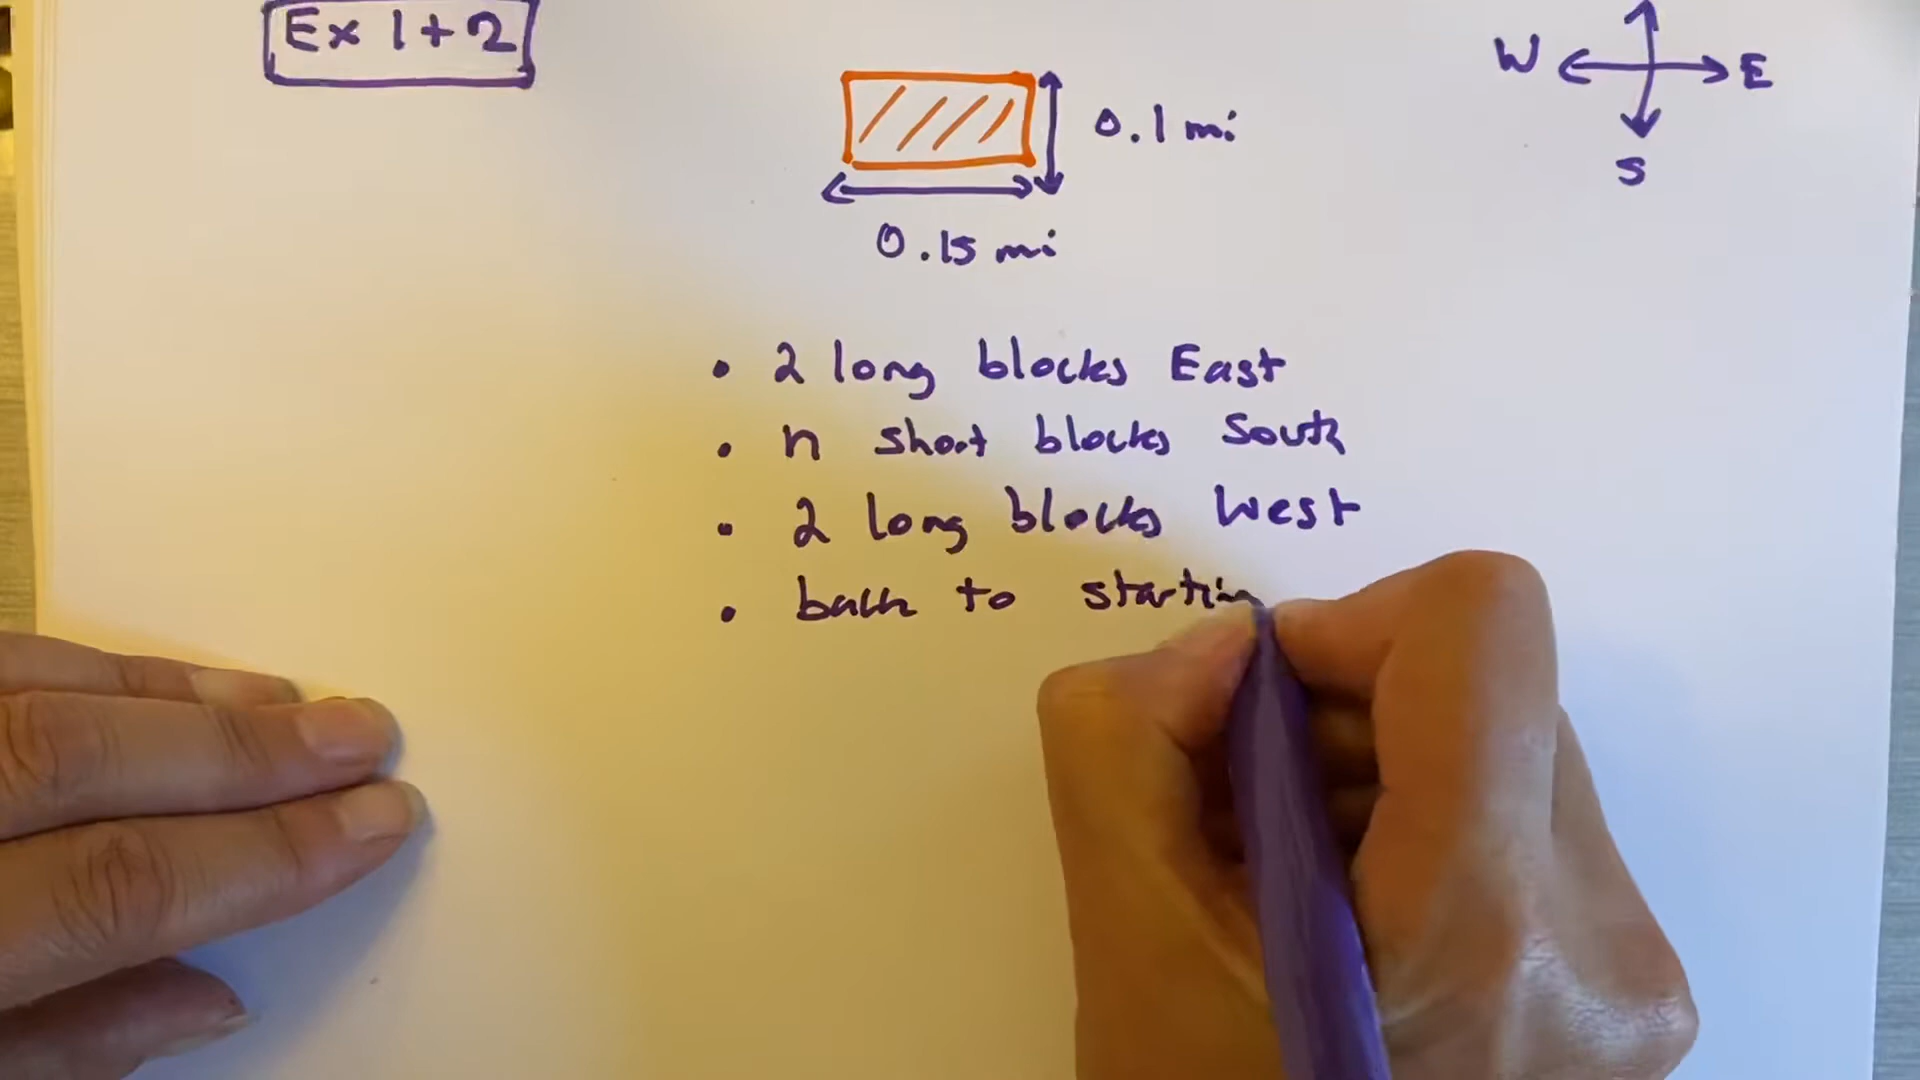 Ex 1+2
W E
0.1 mi
S
0.15 mi
• 2 long blocks East
• n short blocks South
• 2 long blocks West
• back to starting